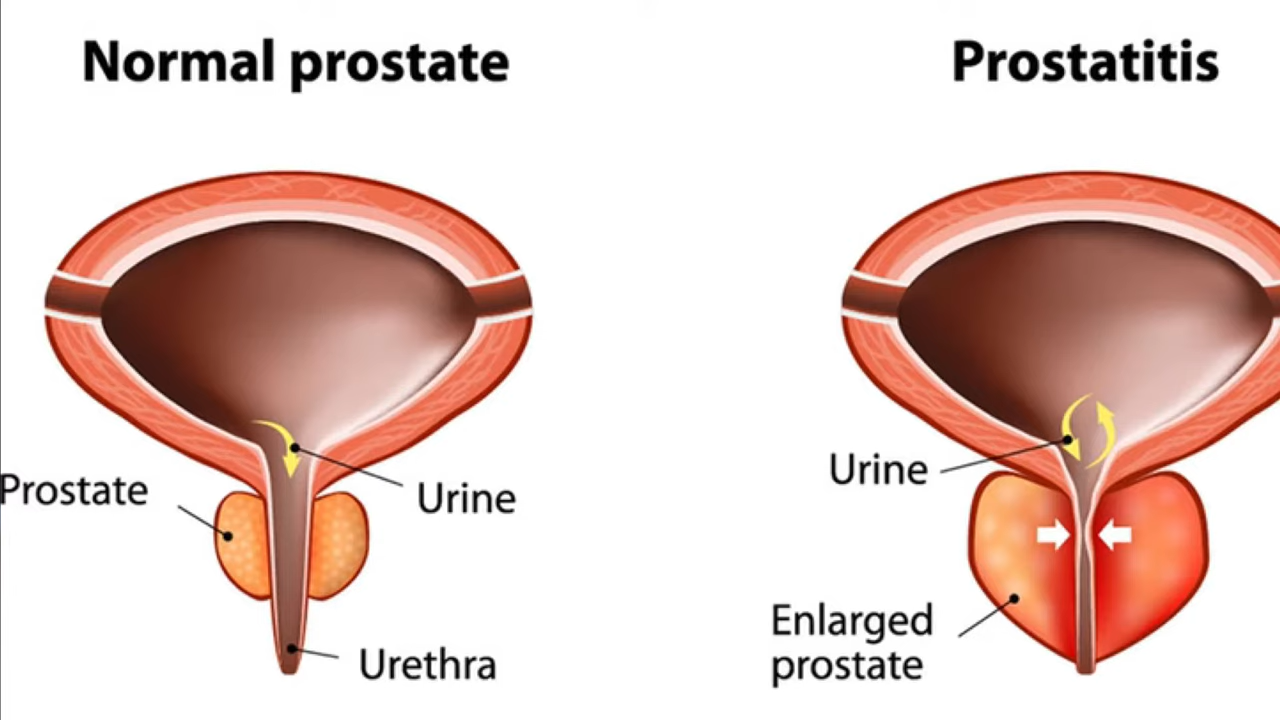 Normal prostate
Prostate
Urine
Urethra
Prostatitis
Urine
Enlarged
prostate